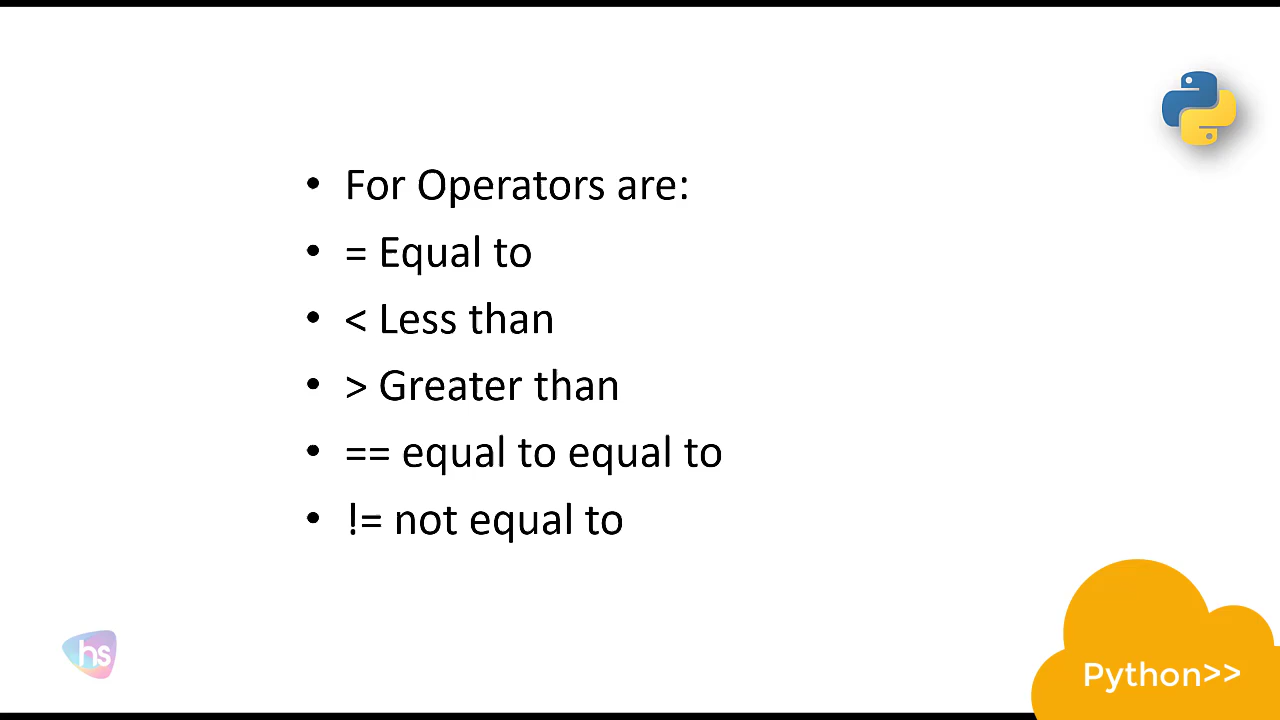 • For Operators are:
• = Equal to
• < Less than
• > Greater than
• == equal to equal to
• != not equal to
hs
Python>>